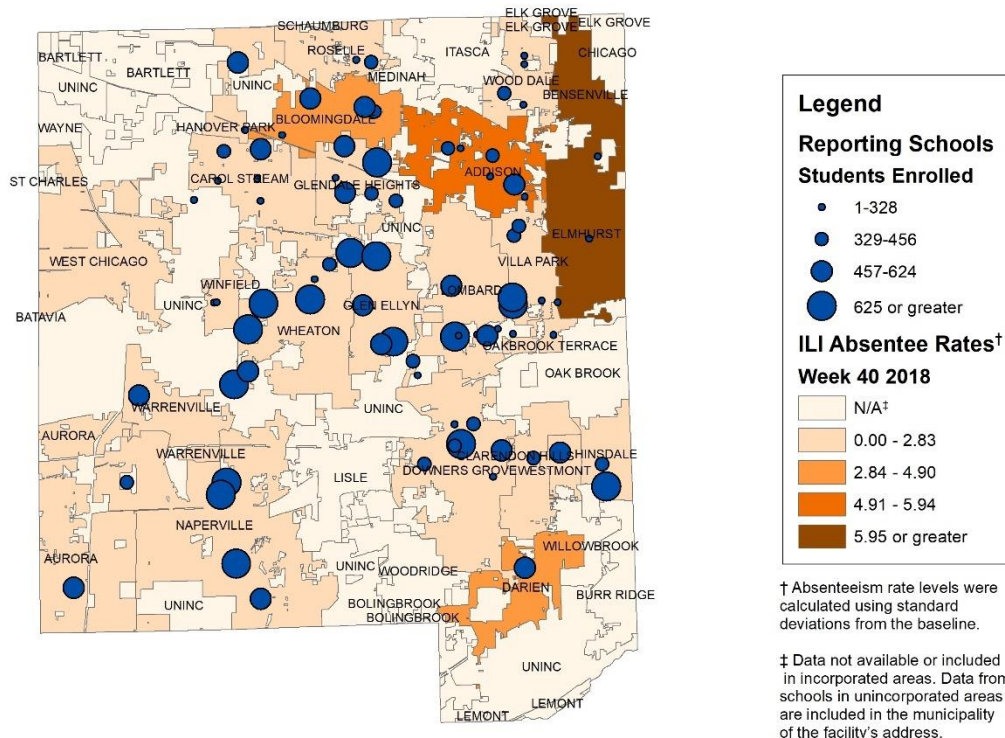 ELK GROVE
ELK GROVE
ELK GROVE
SCHAUMBURG
ROSELLE
ITASCA
CHICAGO
BARTLETT
BARTLETT
MEDINAH
WOOD DALE
UNINC
UNINC
BENSENVILLE
WAYNE
HANOVER PARK
BLOOMINGDALE
ST CHARLES
CAROL STREAM
GLENDALE HEIGHTS
ADDISON
UNINC
ELMHURST
WEST CHICAGO
VILLA PARK
WINFIELD
UNINC
LOMBARD
GLEN ELLYN
BATAVIA
WHEATON
OAKBROOK TERRACE
OAK BROOK
WARRENVILLE
UNINC
AURORA
WARRENVILLE
CLARENDON HILLS
HINSDALE
DOWNERS GROVE
WESTMONT
LISLE
NAPERVILLE
WILLOWBROOK
AURORA
UNINC
WOODRIDGE
DARIEN
UNINC
BOLINGBROOK
BURR RIDGE
BOLINGBROOK
UNINC
LEMONT
LEMONT
Legend
Reporting Schools
Students Enrolled
1-328
329-456
457-624
625 or greater
ILI Absentee Rates†
Week 40 2018
N/A‡
0.00 - 2.83
2.84 - 4.90
4.91 - 5.94
5.95 or greater
† Absenteeism rate levels were
calculated using standard
deviations from the baseline.
‡ Data not available or included
in incorporated areas. Data from
schools in unincorporated areas
are included in the municipality
of the facility's address.